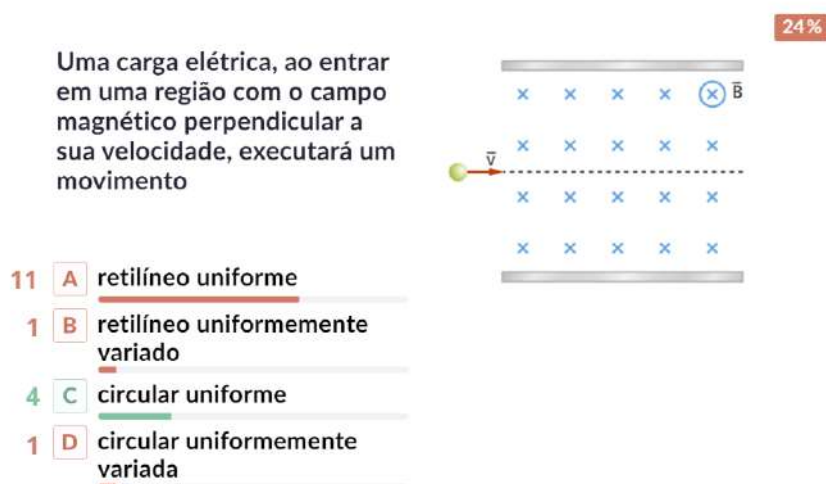 24%
Uma carga elétrica, ao entrar
em uma região com o campo
magnético perpendicular a
sua velocidade, executará um
movimento
B
v
11 A retilíneo uniforme
1 B retilíneo uniformemente
variado
4 C circular uniforme
1 D circular uniformemente
variada